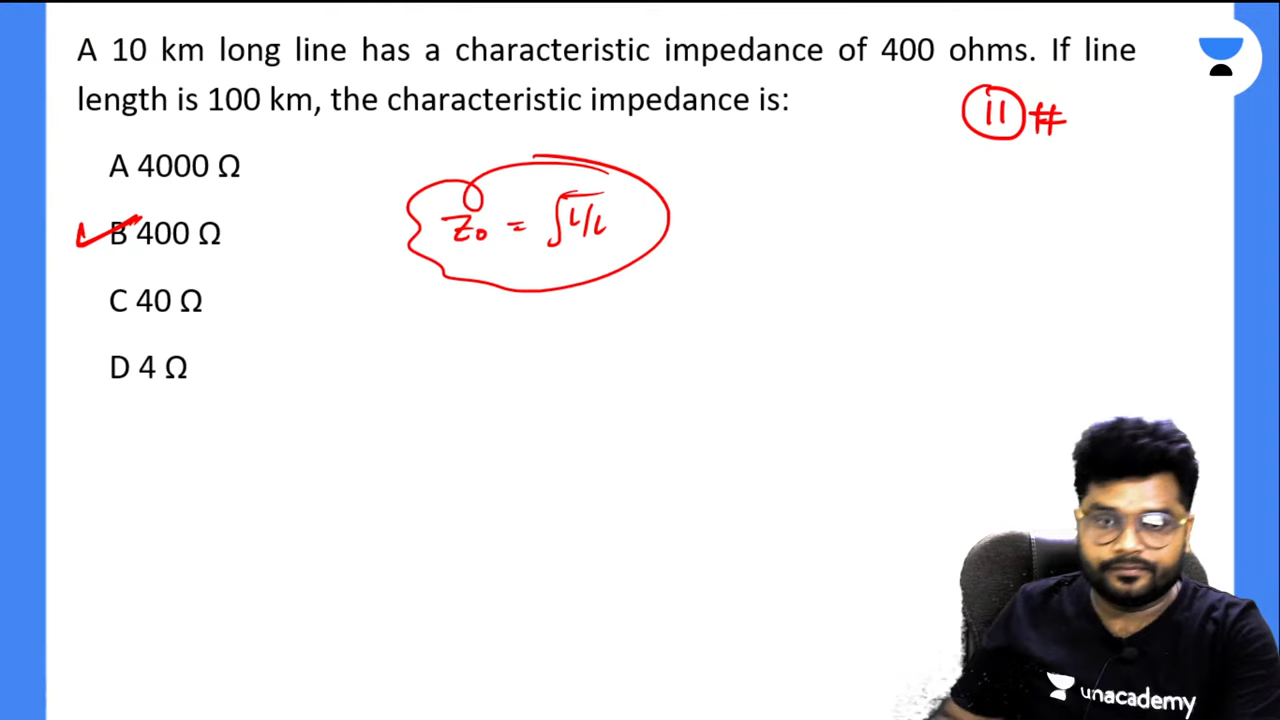 A 10 km long line has a characteristic impedance of 400 ohms. If line
length is 100 km, the characteristic impedance is:
11 #
A 4000 Ω
B 400 Ω
Z₀ = √L/C
C 40 Ω
D 4 Ω
unacademy